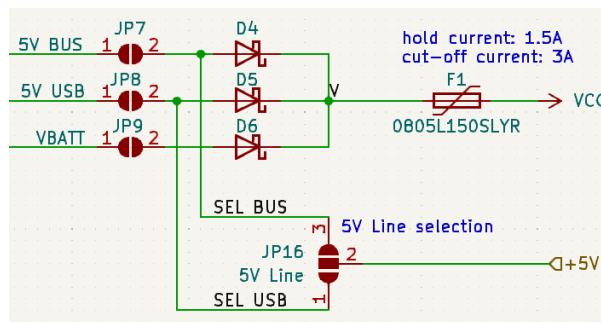 JP7
D4
5V BUS 1 2
hold current: 1.5A
cut-off current: 3A
JP8
D5
F1
5V USB 1 2
V
VCC
JP9
D6
0805L150SLYR
VBATT 1 2
SEL BUS
3
5V Line selection
JP16
2
5V Line
+5V
SEL USB
1